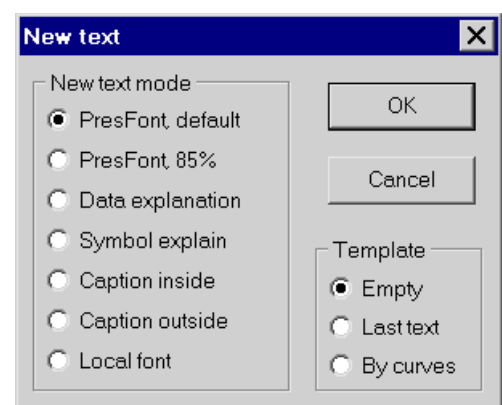 New text
New text mode
PresFont, default
PresFont, 85%
Data explanation
Symbol explain
Caption inside
Caption outside
Local font
OK
Cancel
Template
Empty
Last text
By curves